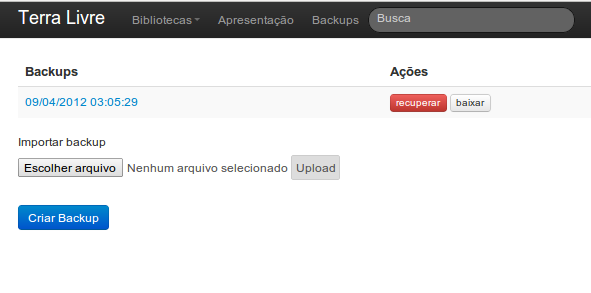 Terra Livre Bibliotecas Apresentação Backups Busca
Backups Ações
09/04/2012 03:05:29 recuperar baixar
Importar backup
Escolher arquivo Nenhum arquivo selecionado Upload
Criar Backup